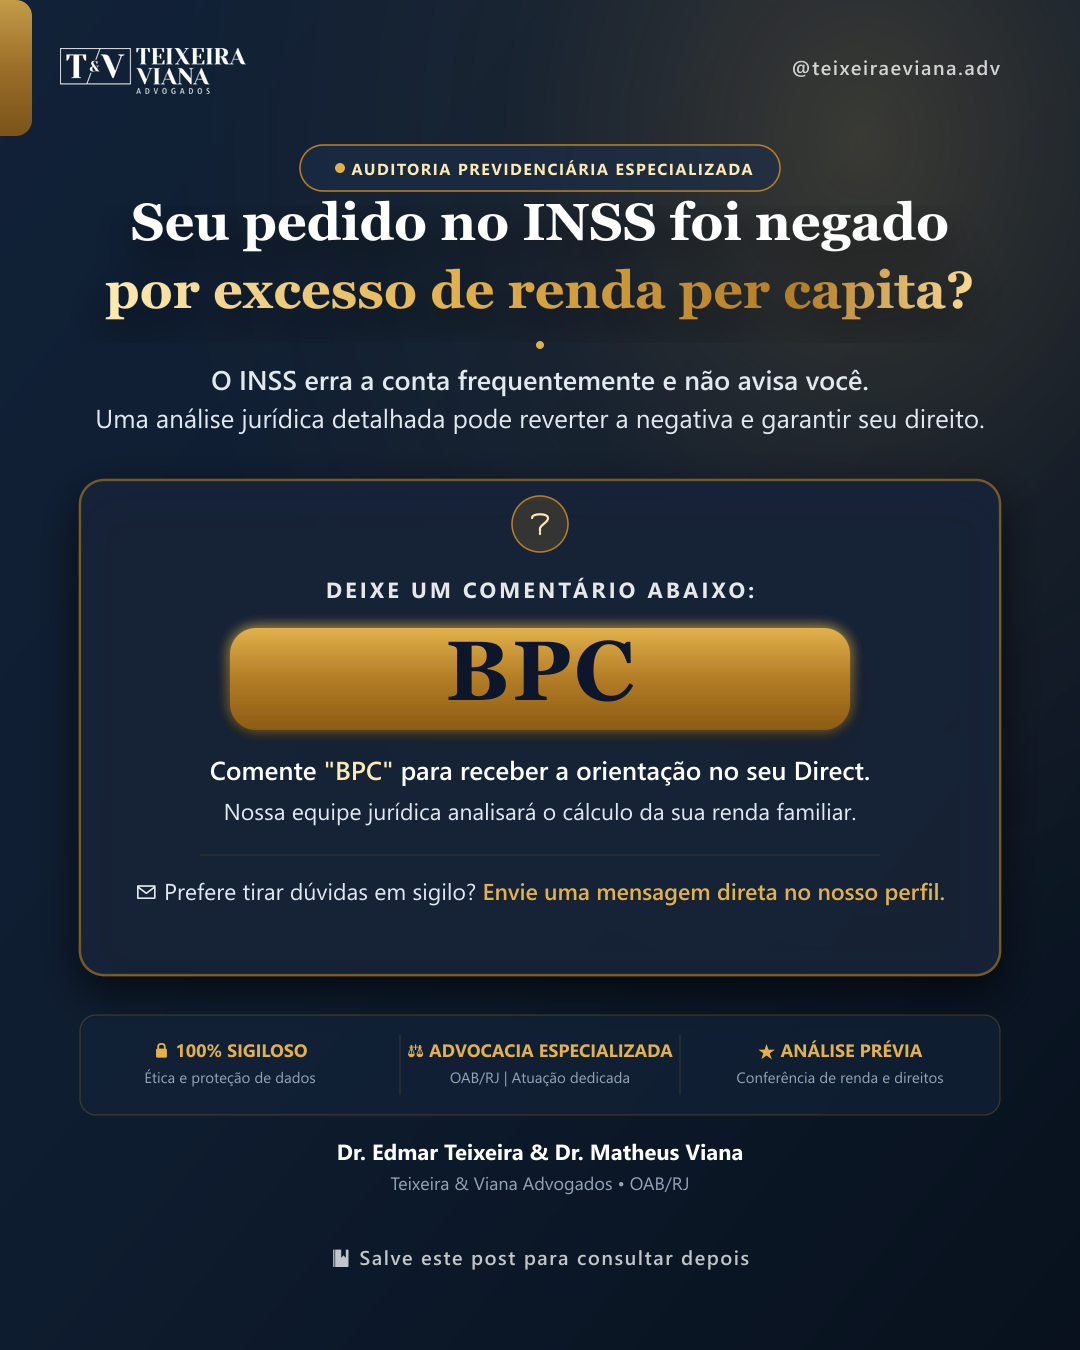 T&V TEIXEIRA
VIANA
ADVOGADOS
@teixeiraeviana.adv
AUDITORIA PREVIDENCIÁRIA ESPECIALIZADA
Seu pedido no INSS foi negado
por excesso de renda per capita?
O INSS erra a conta frequentemente e não avisa você.
Uma análise jurídica detalhada pode reverter a negativa e garantir seu direito.
?
DEIXE UM COMENTÁRIO ABAIXO:
BPC
Comente "BPC" para receber a orientação no seu Direct.
Nossa equipe jurídica analisará o cálculo da sua renda familiar.
Prefere tirar dúvidas em sigilo? Envie uma mensagem direta no nosso perfil.
100% SIGILOSO
Ética e proteção de dados
ADVOCACIA ESPECIALIZADA
OAB/RJ | Atuação dedicada
★ ANÁLISE PRÉVIA
Conferência de renda e direitos
Dr. Edmar Teixeira & Dr. Matheus Viana
Teixeira & Viana Advogados • OAB/RJ
Salve este post para consultar depois